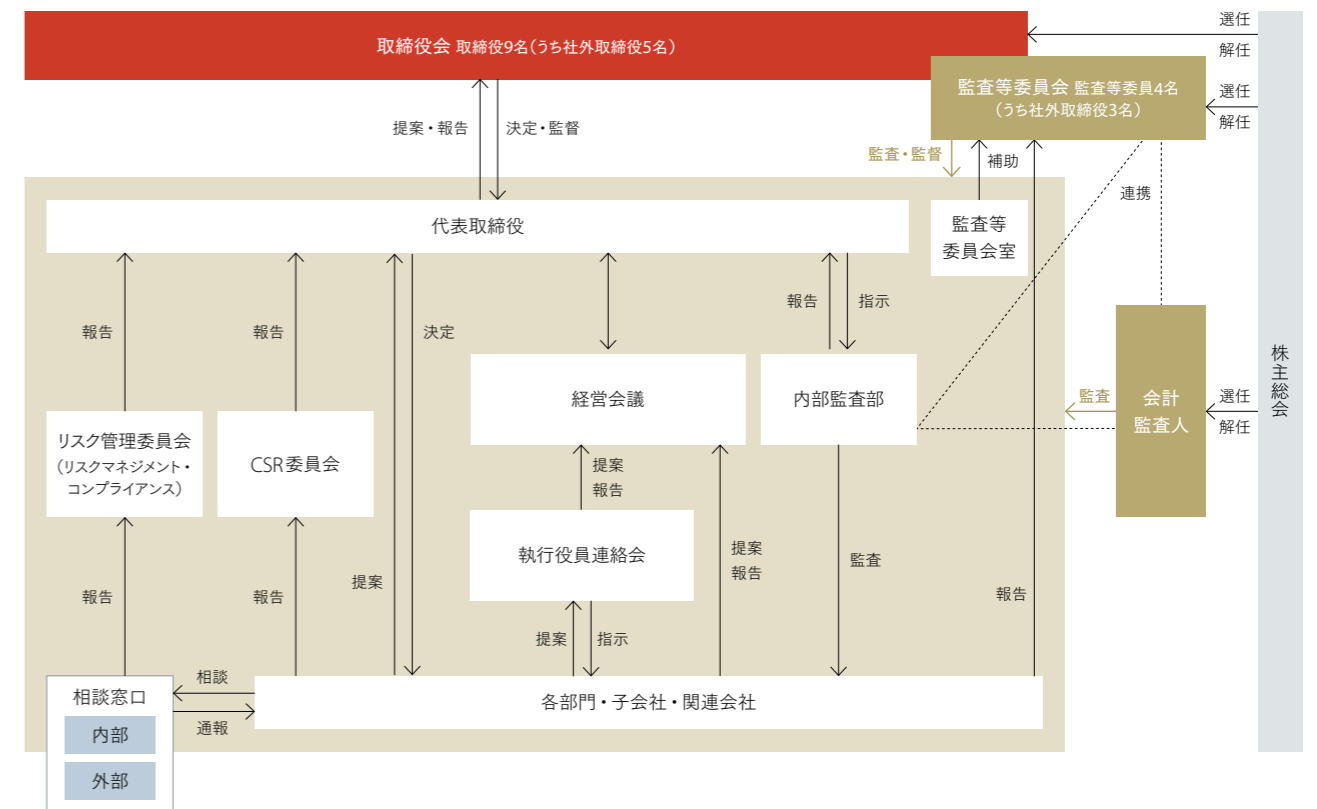 取締役会 取締役9名(うち社外取締役5名)
選任
解任
監査等委員会 監査等委員4名
(うち社外取締役3名)
選任
解任
提案・報告
決定・監督
監査・監督
補助
連携
代表取締役
監査等
委員会室
報告
報告
決定
報告
指示
株主総会
経営会議
内部監査部
監査
会計
監査人
選任
解任
リスク管理委員会
(リスクマネジメント・
コンプライアンス)
CSR委員会
提案
報告
執行役員連絡会
提案
報告
監査
報告
報告
提案
報告
提案
指示
相談窓口
内部
外部
相談
通報
各部門・子会社・関連会社